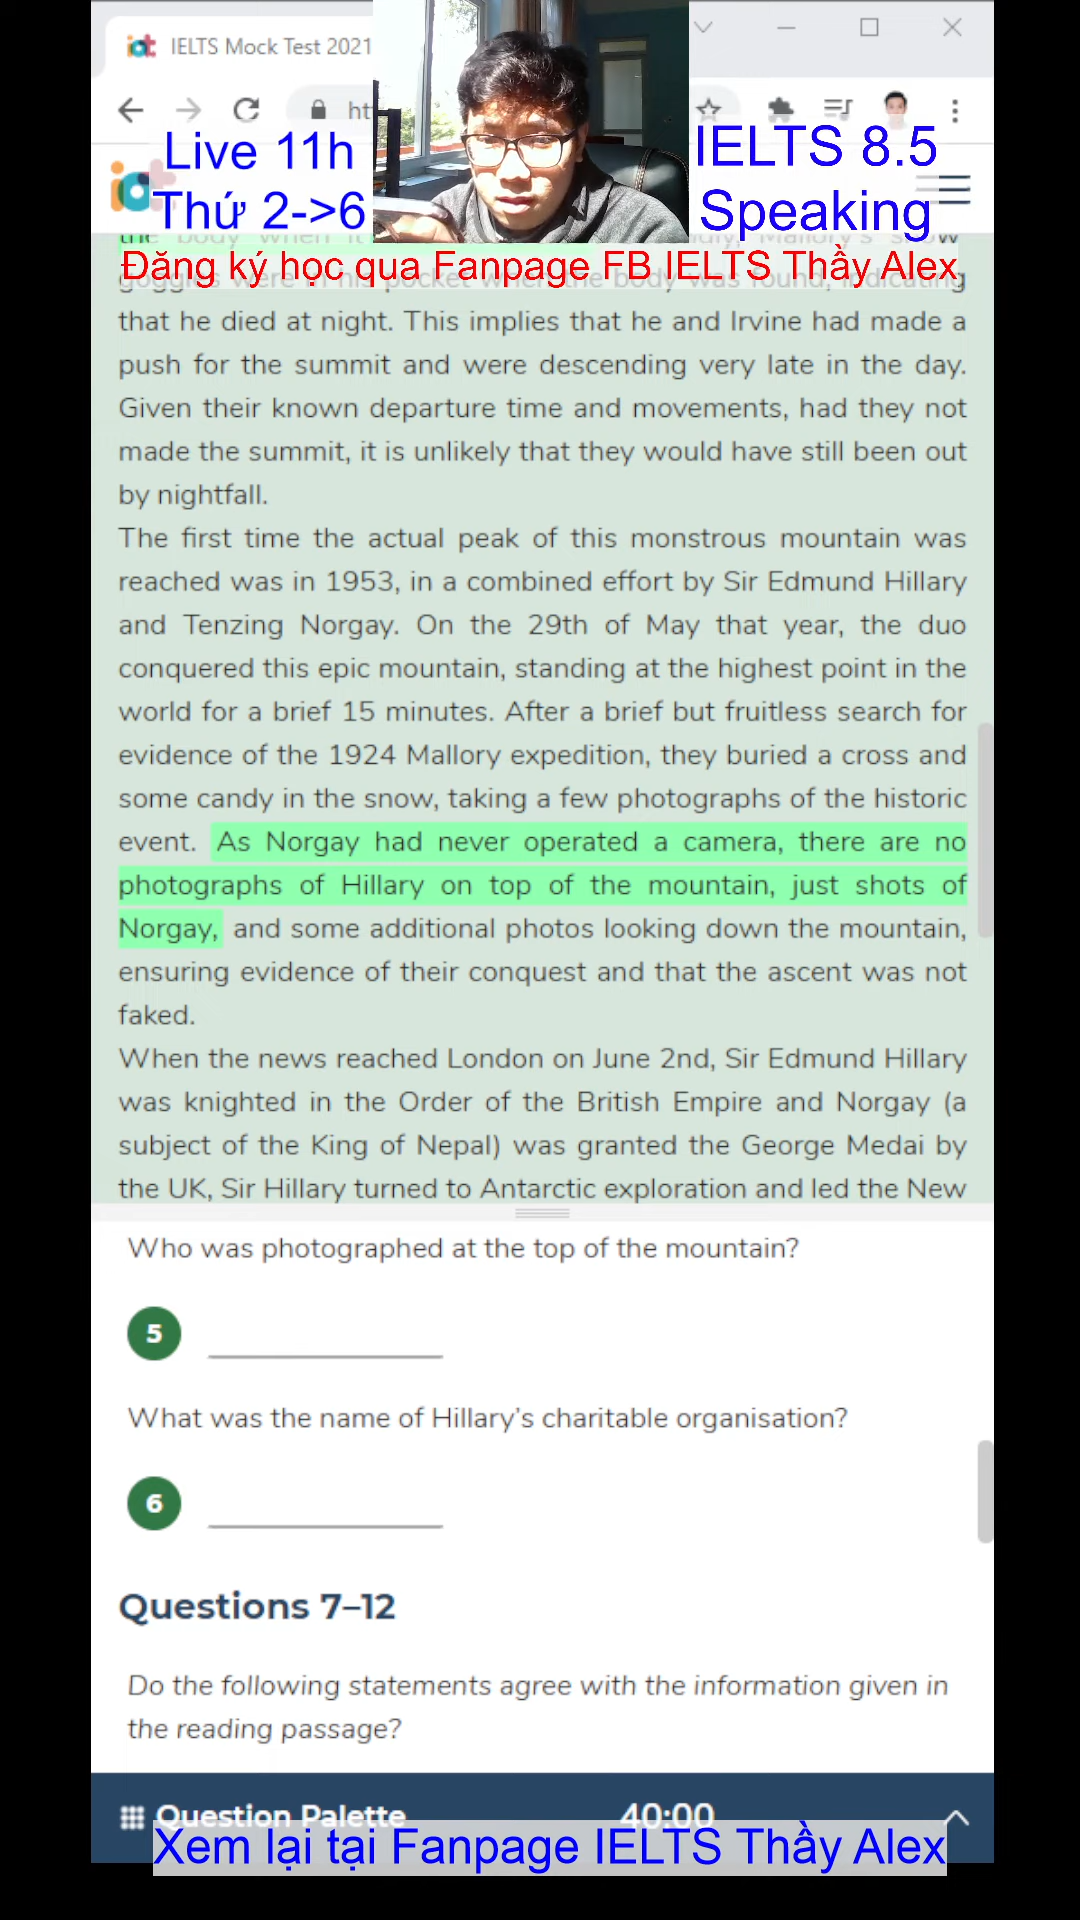 IELTS Mock Test 2021
Live 11h
Thứ 2->6
IELTS 8.5
Speaking
Đăng ký học qua Fanpage FB IELTS Thầy Alex
that he died at night. This implies that he and Irvine had made a
push for the summit and were descending very late in the day.
Given their known departure time and movements, had they not
made the summit, it is unlikely that they would have still been out
by nightfall.
The first time the actual peak of this monstrous mountain was
reached was in 1953, in a combined effort by Sir Edmund Hillary
and Tenzing Norgay. On the 29th of May that year, the duo
conquered this epic mountain, standing at the highest point in the
world for a brief 15 minutes. After a brief but fruitless search for
evidence of the 1924 Mallory expedition, they buried a cross and
some candy in the snow, taking a few photographs of the historic
event. As Norgay had never operated a camera, there are no
photographs of Hillary on top of the mountain, just shots of
Norgay, and some additional photos looking down the mountain,
ensuring evidence of their conquest and that the ascent was not
faked.
When the news reached London on June 2nd, Sir Edmund Hillary
was knighted in the Order of the British Empire and Norgay (a
subject of the King of Nepal) was granted the George Medai by
the UK, Sir Hillary turned to Antarctic exploration and led the New
Who was photographed at the top of the mountain?
5
What was the name of Hillary's charitable organisation?
6
Questions 7–12
Do the following statements agree with the information given in
the reading passage?
Question Palette
40:00
Xem lại tại Fanpage IELTS Thầy Alex